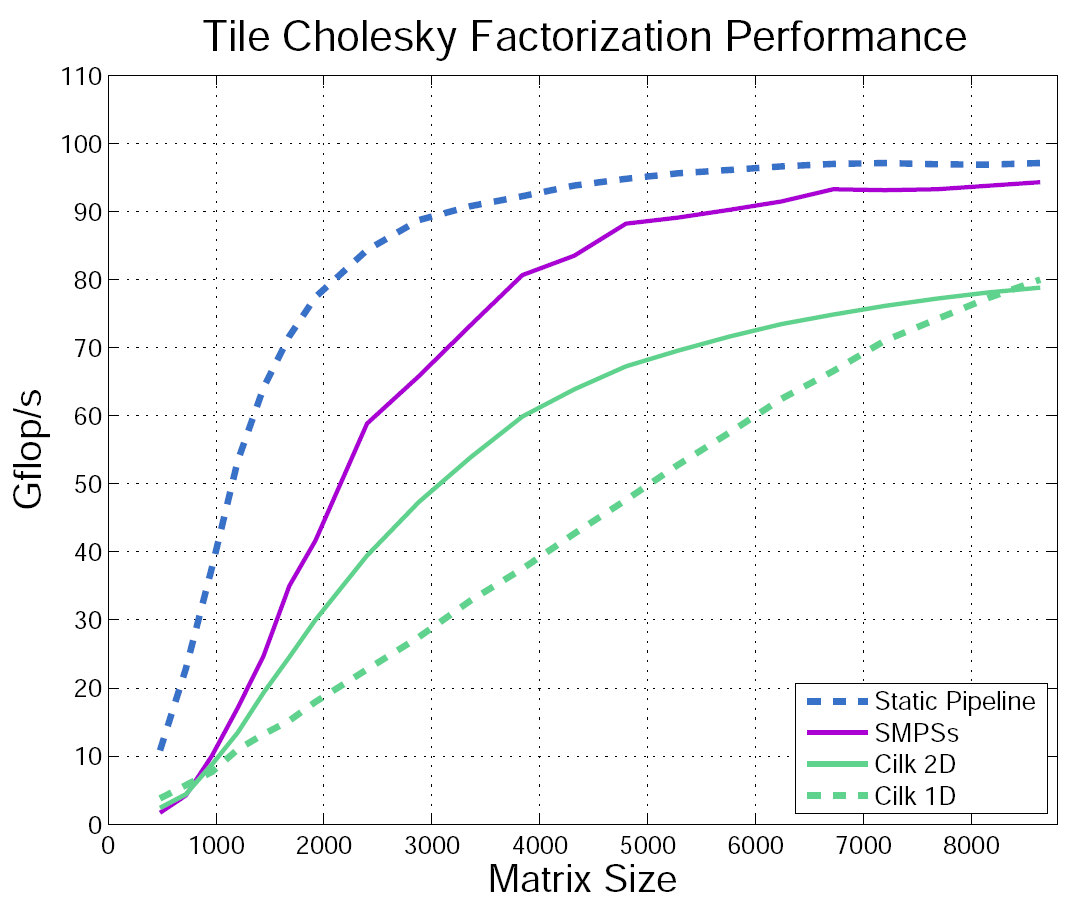 Tile Cholesky Factorization Performance
110
100
90
80
70
60
50
40
30
20
10
0
Gflop/s
Static Pipeline
SMPSs
Cilk 2D
Cilk 1D
0 1000 2000 3000 4000 5000 6000 7000 8000
Matrix Size